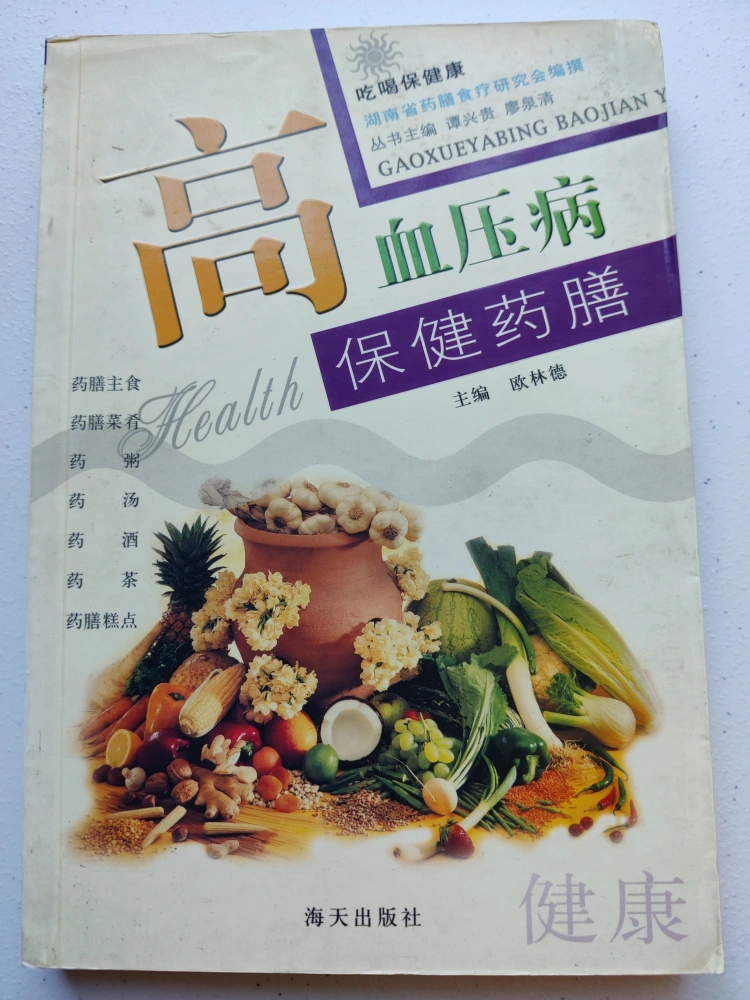 吃喝保健康
湖南省药膳食疗研究会编撰
丛书主编 谭兴贵 廖泉清
GAOXUEYABING BAOJIAN Y
高
血压病
保健药膳
主编 欧林德
Health
药膳主食
药膳菜肴
药 粥
药 汤
药 酒
药 茶
药膳糕点
海天出版社
健康